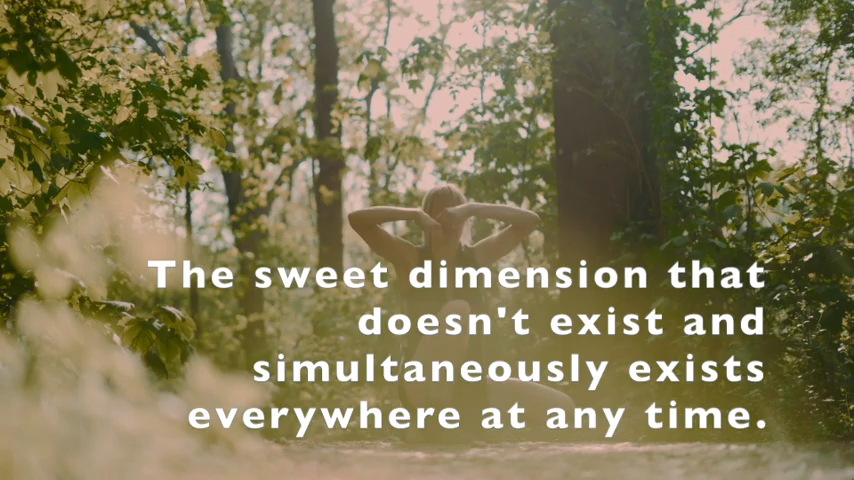 The sweet dimension that
doesn't exist and
simultaneously exists
everywhere at any time.